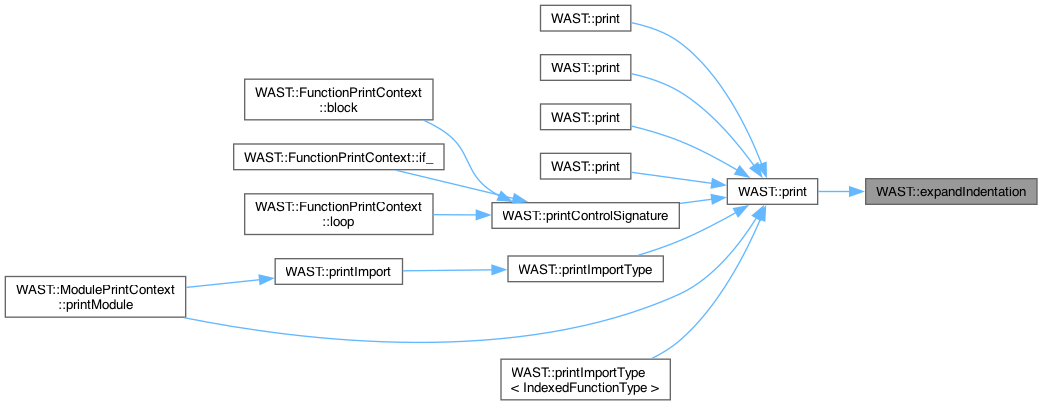 WAST::print
WAST::print
WAST::FunctionPrintContext
::block
WAST::print
WAST::FunctionPrintContext::if_
WAST::print
WAST::print
WAST::expandIndentation
WAST::FunctionPrintContext
::loop
WAST::printControlSignature
WAST::printImport
WAST::printImportType
WAST::ModulePrintContext
::printModule
WAST::printImportType
< IndexedFunctionType >